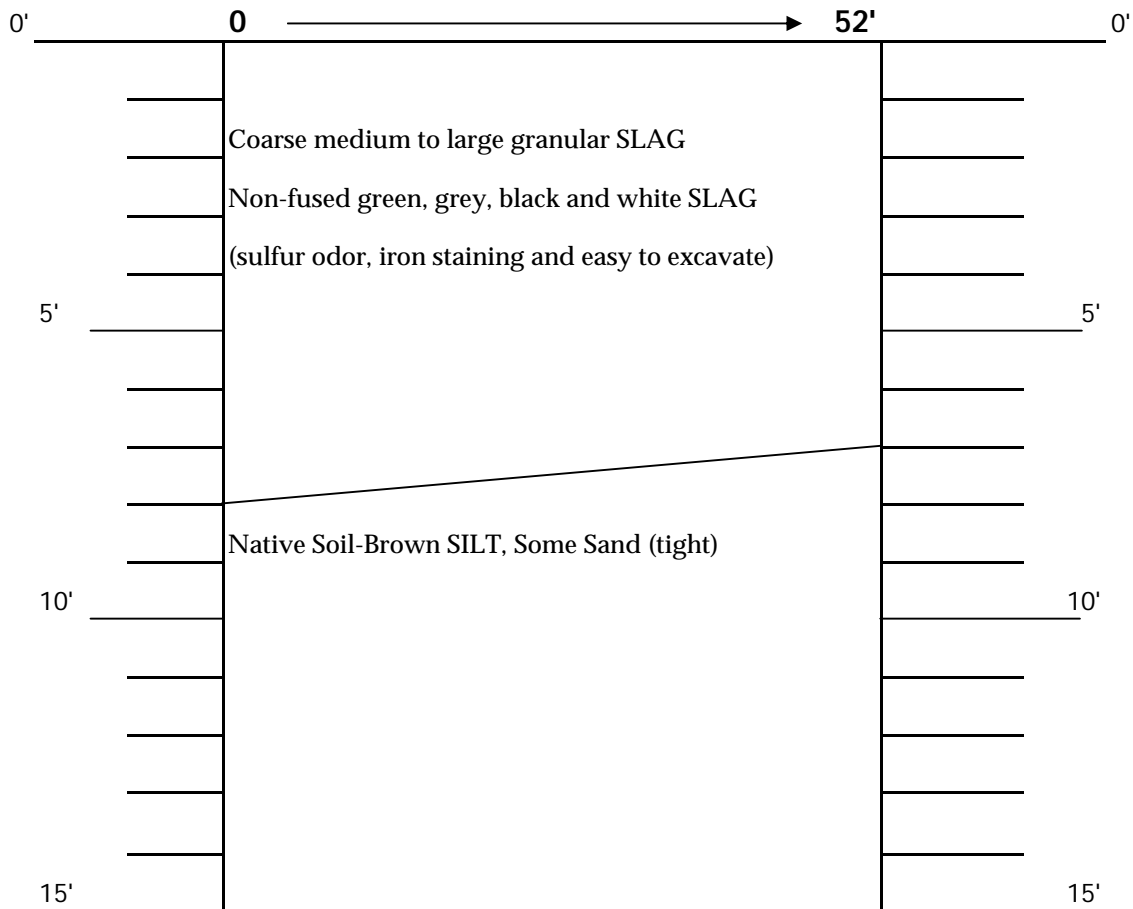 0' 0 52' 0'
Coarse medium to large granular SLAG
Non-fused green, grey, black and white SLAG
(sulfur odor, iron staining and easy to excavate)
5' 5'
Native Soil-Brown SILT, Some Sand (tight)
10' 10'
15' 15'